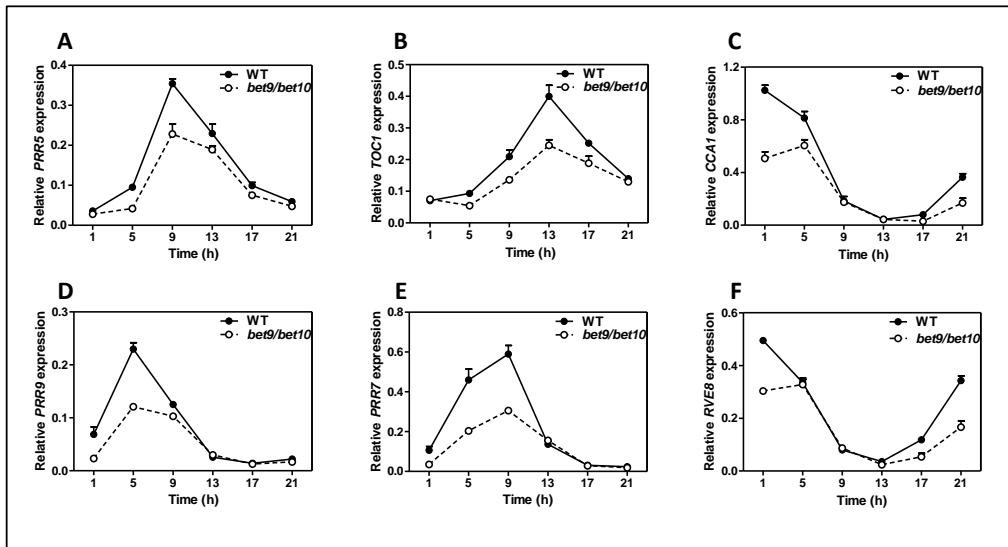 A
Relative PRR5 expression
0.4
0.3
0.2
0.1
0.0
WT
bet9/bet10
1 5 9 13 17 21
Time (h)
B
Relative TOC1 expression
0.5
0.4
0.3
0.2
0.1
0.0
WT
bet9/bet10
1 5 9 13 17 21
Time (h)
C
Relative CCA1 expression
1.2
0.8
0.4
0.0
WT
bet9/bet10
1 5 9 13 17 21
Time (h)
D
Relative PRR9 expression
0.3
0.2
0.1
0.0
WT
bet9/bet10
1 5 9 13 17 21
Time (h)
E
Relative PRR7 expression
0.8
0.6
0.4
0.2
0.0
WT
bet9/bet10
1 5 9 13 17 21
Time (h)
F
Relative RVE8 expression
0.6
0.4
0.2
0.0
WT
bet9/bet10
1 5 9 13 17 21
Time (h)